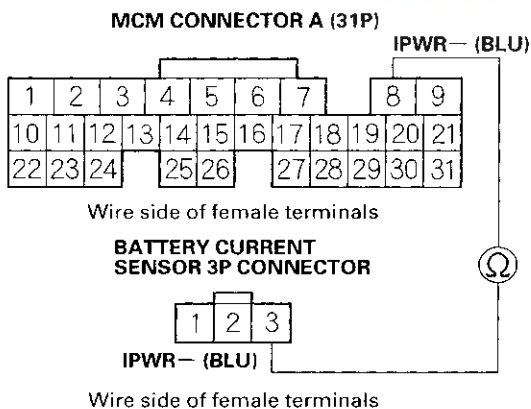 MCM CONNECTOR A (31P)
IPWR— (BLU)
1 2 3 4 5 6 7 8 9
10 11 12 13 14 15 16 17 18 19 20 21
22 23 24 25 26 27 28 29 30 31
Wire side of female terminals
BATTERY CURRENT
SENSOR 3P CONNECTOR
Ω
1 2 3
IPWR— (BLU)
Wire side of female terminals